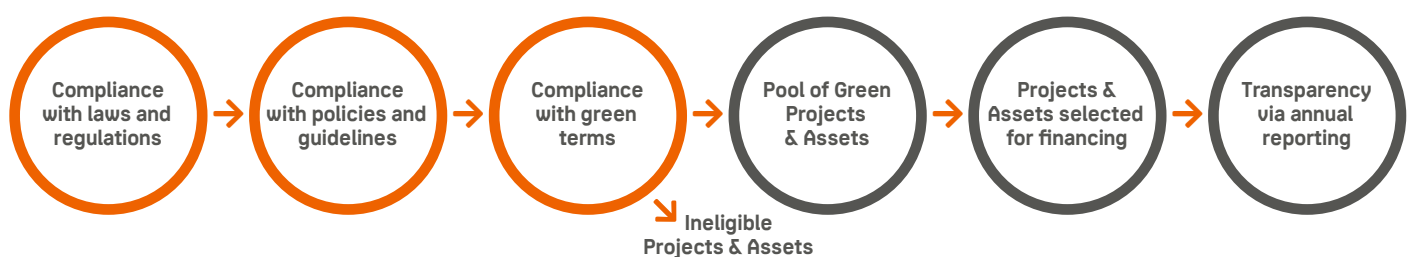 Compliance
with laws and
regulations
Compliance
with policies and
guidelines
Compliance
with green
terms
Pool of Green
Projects
& Assets
Projects &
Assets selected
for financing
Transparency
via annual
reporting
Ineligible
Projects & Assets